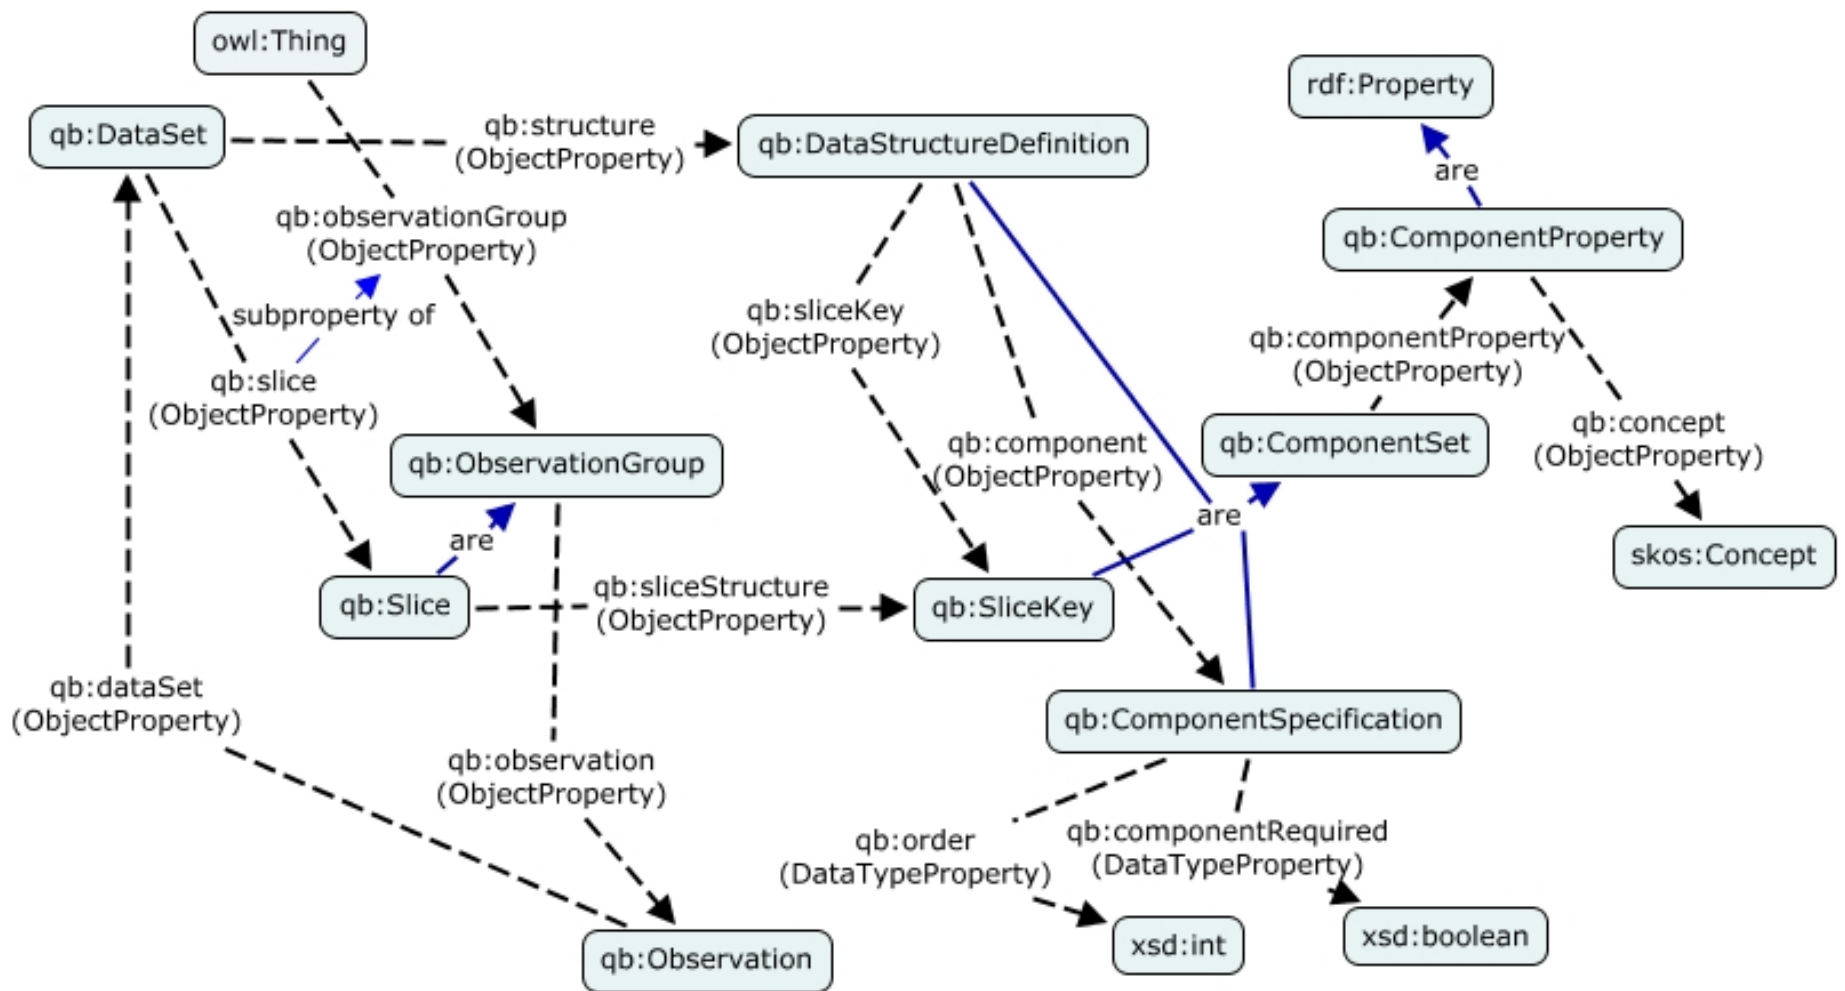 owl:Thing
rdf:Property
qb:DataSet
qb:structure
(ObjectProperty)
qb:DataStructureDefinition
are
qb:observationGroup
(ObjectProperty)
qb:ComponentProperty
subproperty of
qb:sliceKey
(ObjectProperty)
qb:componentProperty
(ObjectProperty)
qb:slice
(ObjectProperty)
qb:concept
(ObjectProperty)
qb:ObservationGroup
qb:component
(ObjectProperty)
qb:ComponentSet
are
are
skos:Concept
qb:Slice
qb:sliceStructure
(ObjectProperty)
qb:SliceKey
qb:dataSet
(ObjectProperty)
qb:ComponentSpecification
qb:observation
(ObjectProperty)
qb:order
(DataTypeProperty)
qb:componentRequired
(DataTypeProperty)
qb:Observation
xsd:int
xsd:boolean